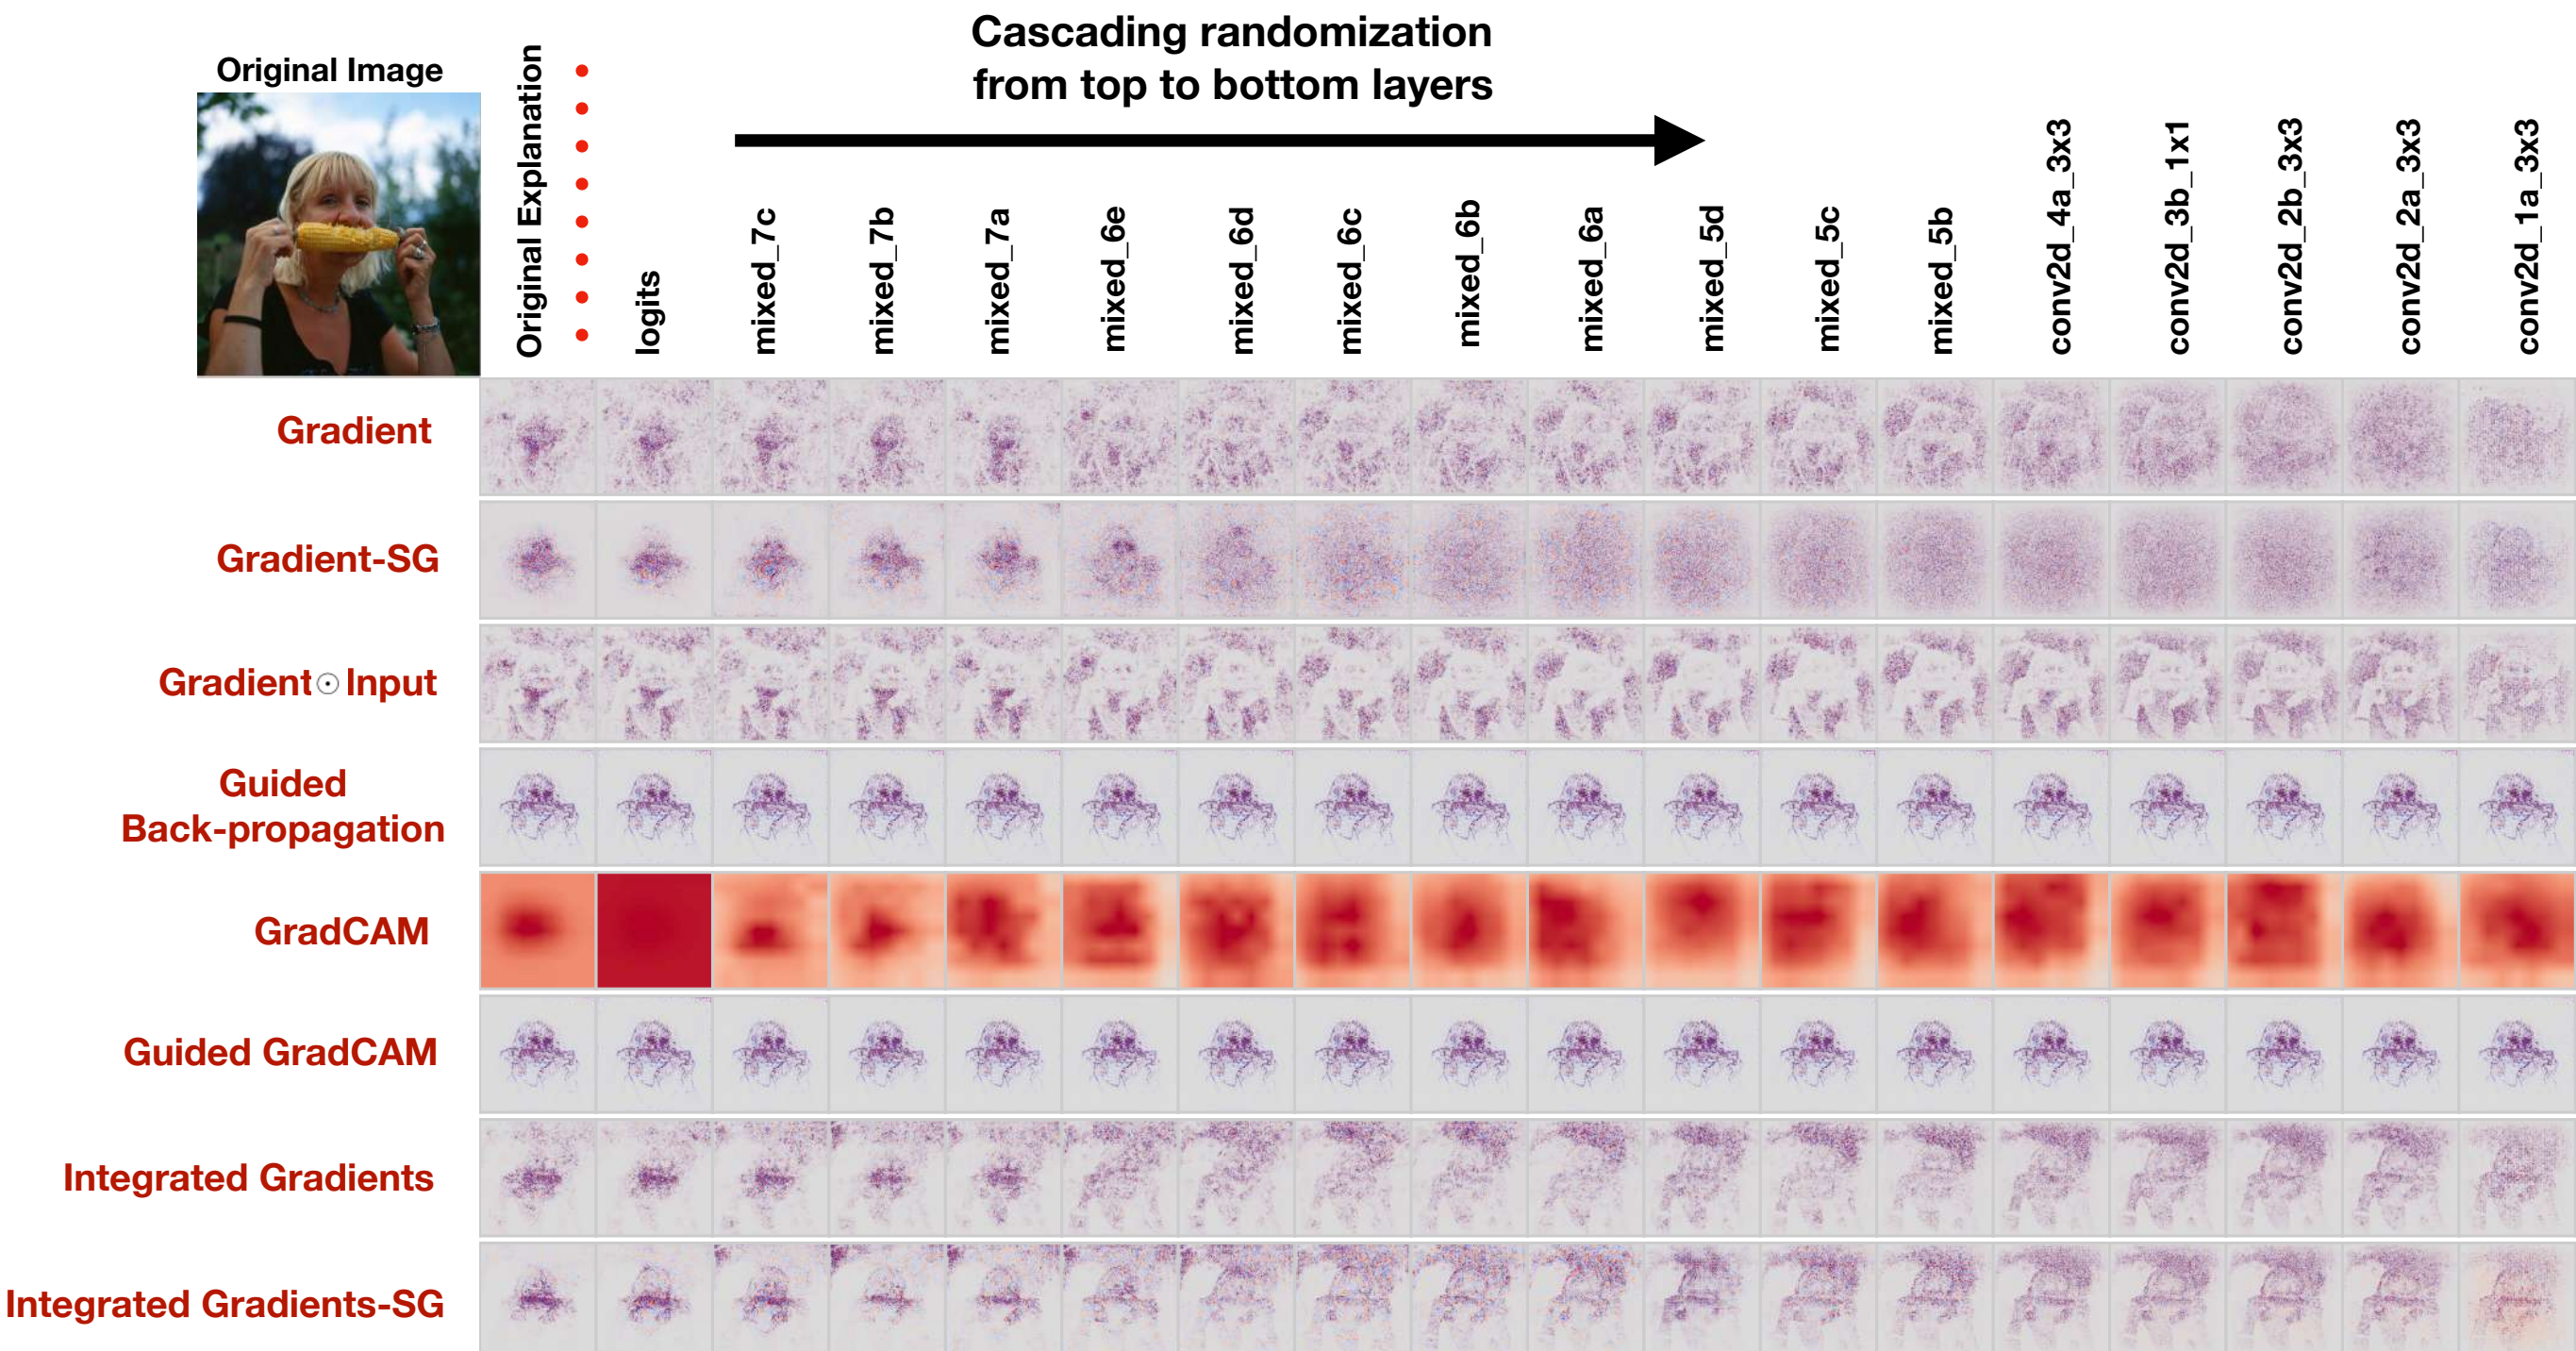 Cascading randomization
from top to bottom layers
Original Image
Original Explanation
logits
mixed_7c
mixed_7b
mixed_7a
mixed_6e
mixed_6d
mixed_6c
mixed_6b
mixed_6a
mixed_5d
mixed_5c
mixed_5b
conv2d_4a_3x3
conv2d_3b_1x1
conv2d_2b_3x3
conv2d_2a_3x3
conv2d_1a_3x3
Gradient
Gradient-SG
Gradient⊙Input
Guided
Back-propagation
GradCAM
Guided GradCAM
Integrated Gradients
Integrated Gradients-SG